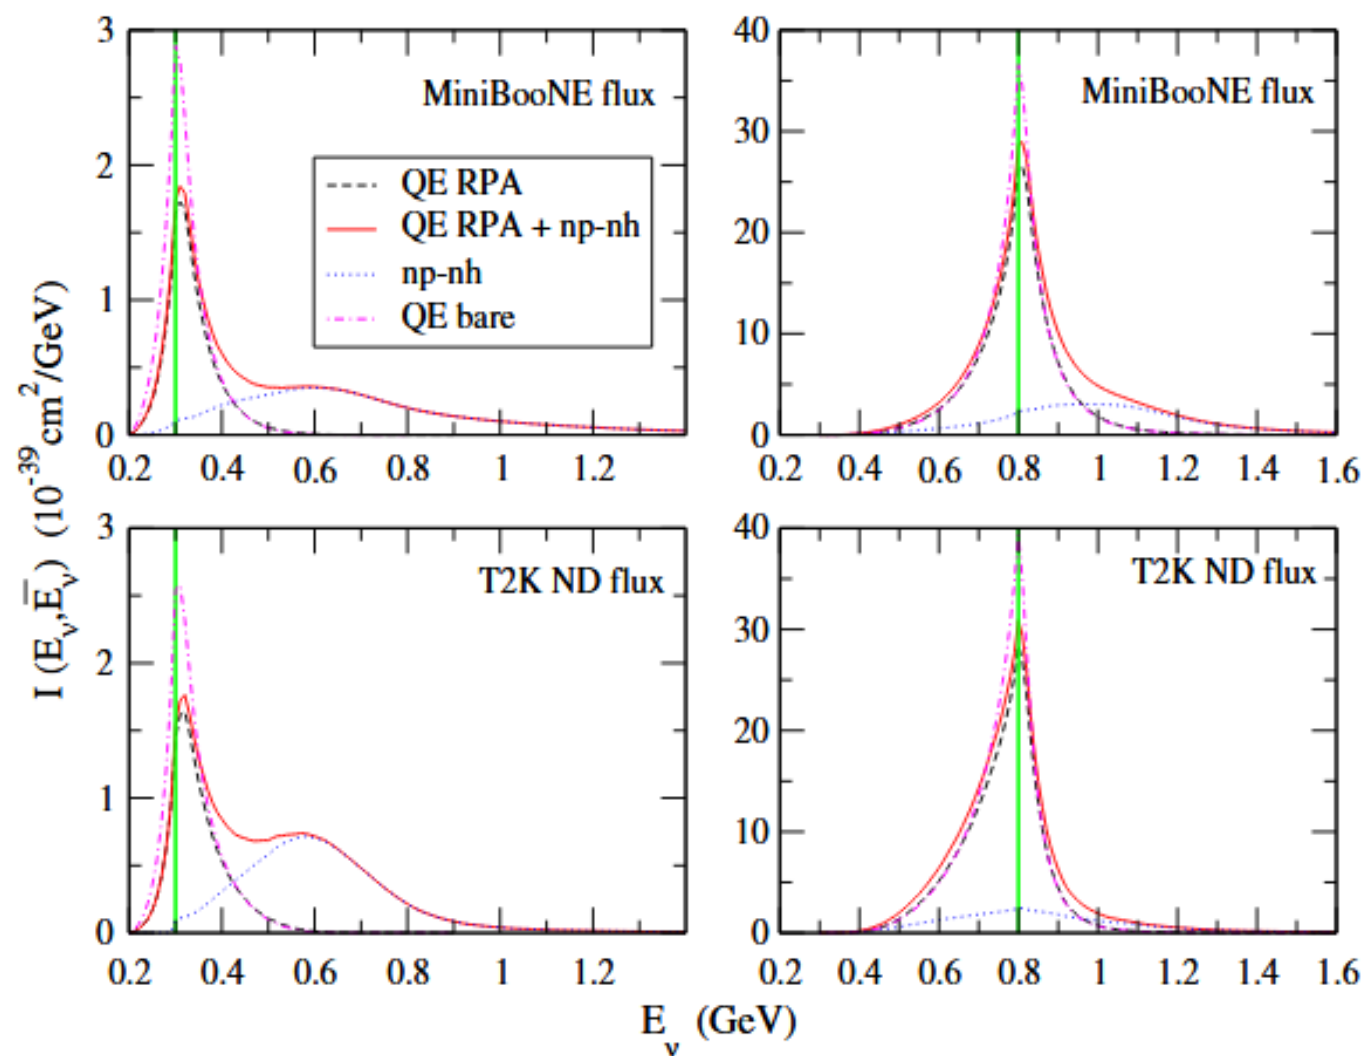 I (E_ν,E̅_ν) (10^-39 cm^2/GeV)
3
2
1
0
0.2 0.4 0.6 0.8 1 1.2
MiniBooNE flux
QE RPA
QE RPA + np-nh
np-nh
QE bare
40
30
20
10
0
0.2 0.4 0.6 0.8 1 1.2 1.4 1.6
MiniBooNE flux
3
2
1
0
0.2 0.4 0.6 0.8 1 1.2
T2K ND flux
40
30
20
10
0
0.2 0.4 0.6 0.8 1 1.2 1.4 1.6
T2K ND flux
E_ν (GeV)